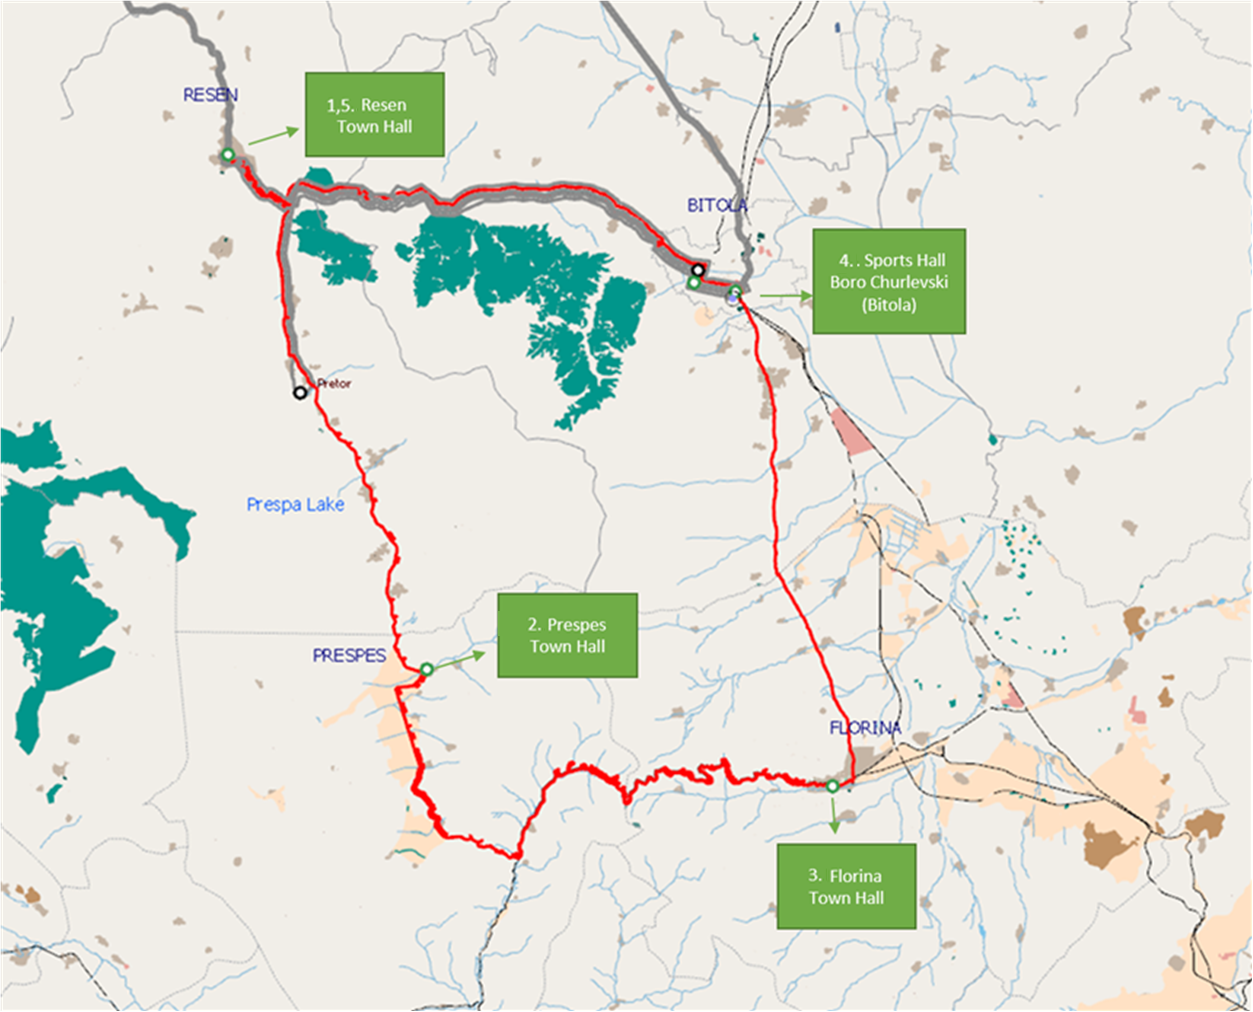 RESEN
1,5. Resen
Town Hall
BITOLA
4. . Sports Hall
Boro Churlevski
(Bitola)
Pretor
Prespa Lake
2. Prespes
Town Hall
PRESPES
FLORINA
3. Florina
Town Hall